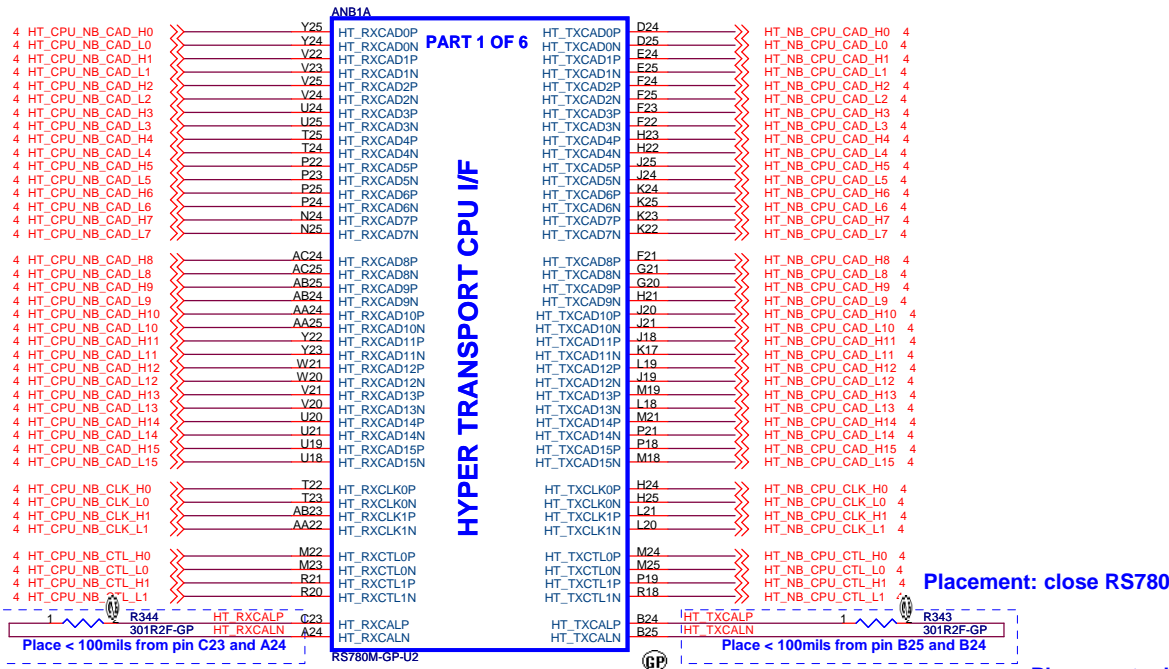 ANB1A
4 HT_CPU_NB_CAD_H0 Y25 HT_RXCAD0P PART 1 OF 6 HT_TXCAD0P D24 HT_NB_CPU_CAD_H0 4
4 HT_CPU_NB_CAD_L0 Y24 HT_RXCAD0N HT_TXCAD0N D25 HT_NB_CPU_CAD_L0 4
4 HT_CPU_NB_CAD_H1 V22 HT_RXCAD1P HT_TXCAD1P E24 HT_NB_CPU_CAD_H1 4
4 HT_CPU_NB_CAD_L1 V23 HT_RXCAD1N HT_TXCAD1N E25 HT_NB_CPU_CAD_L1 4
4 HT_CPU_NB_CAD_H2 V25 HT_RXCAD2P HT_TXCAD2P F24 HT_NB_CPU_CAD_H2 4
4 HT_CPU_NB_CAD_L2 V24 HT_RXCAD2N HT_TXCAD2N F25 HT_NB_CPU_CAD_L2 4
4 HT_CPU_NB_CAD_H3 U24 HT_RXCAD3P HT_TXCAD3P F23 HT_NB_CPU_CAD_H3 4
4 HT_CPU_NB_CAD_L3 U25 HT_RXCAD3N HT_TXCAD3N F22 HT_NB_CPU_CAD_L3 4
4 HT_CPU_NB_CAD_H4 T25 HT_RXCAD4P HT_TXCAD4P H23 HT_NB_CPU_CAD_H4 4
4 HT_CPU_NB_CAD_L4 T24 HT_RXCAD4N HT_TXCAD4N H22 HT_NB_CPU_CAD_L4 4
4 HT_CPU_NB_CAD_H5 P22 HT_RXCAD5P HT_TXCAD5P J25 HT_NB_CPU_CAD_H5 4
4 HT_CPU_NB_CAD_L5 P23 HT_RXCAD5N HT_TXCAD5N J24 HT_NB_CPU_CAD_L5 4
4 HT_CPU_NB_CAD_H6 P25 HT_RXCAD6P HT_TXCAD6P K24 HT_NB_CPU_CAD_H6 4
4 HT_CPU_NB_CAD_L6 P24 HT_RXCAD6N HT_TXCAD6N K25 HT_NB_CPU_CAD_L6 4
4 HT_CPU_NB_CAD_H7 N24 HT_RXCAD7P HT_TXCAD7P K23 HT_NB_CPU_CAD_H7 4
4 HT_CPU_NB_CAD_L7 N25 HT_RXCAD7N HT_TXCAD7N K22 HT_NB_CPU_CAD_L7 4
HYPER TRANSPORT CPU I/F
4 HT_CPU_NB_CAD_H8 AC24 HT_RXCAD8P HT_TXCAD8P F21 HT_NB_CPU_CAD_H8 4
4 HT_CPU_NB_CAD_L8 AC25 HT_RXCAD8N HT_TXCAD8N G21 HT_NB_CPU_CAD_L8 4
4 HT_CPU_NB_CAD_H9 AB25 HT_RXCAD9P HT_TXCAD9P G20 HT_NB_CPU_CAD_H9 4
4 HT_CPU_NB_CAD_L9 AB24 HT_RXCAD9N HT_TXCAD9N H21 HT_NB_CPU_CAD_L9 4
4 HT_CPU_NB_CAD_H10 AA24 HT_RXCAD10P HT_TXCAD10P J20 HT_NB_CPU_CAD_H10 4
4 HT_CPU_NB_CAD_L10 AA25 HT_RXCAD10N HT_TXCAD10N J21 HT_NB_CPU_CAD_L10 4
4 HT_CPU_NB_CAD_H11 Y22 HT_RXCAD11P HT_TXCAD11P J18 HT_NB_CPU_CAD_H11 4
4 HT_CPU_NB_CAD_L11 Y23 HT_RXCAD11N HT_TXCAD11N K17 HT_NB_CPU_CAD_L11 4
4 HT_CPU_NB_CAD_H12 W21 HT_RXCAD12P HT_TXCAD12P L19 HT_NB_CPU_CAD_H12 4
4 HT_CPU_NB_CAD_L12 W20 HT_RXCAD12N HT_TXCAD12N J19 HT_NB_CPU_CAD_L12 4
4 HT_CPU_NB_CAD_H13 V21 HT_RXCAD13P HT_TXCAD13P M19 HT_NB_CPU_CAD_H13 4
4 HT_CPU_NB_CAD_L13 V20 HT_RXCAD13N HT_TXCAD13N L18 HT_NB_CPU_CAD_L13 4
4 HT_CPU_NB_CAD_H14 U20 HT_RXCAD14P HT_TXCAD14P M21 HT_NB_CPU_CAD_H14 4
4 HT_CPU_NB_CAD_L14 U21 HT_RXCAD14N HT_TXCAD14N P21 HT_NB_CPU_CAD_L14 4
4 HT_CPU_NB_CAD_H15 U19 HT_RXCAD15P HT_TXCAD15P P18 HT_NB_CPU_CAD_H15 4
4 HT_CPU_NB_CAD_L15 U18 HT_RXCAD15N HT_TXCAD15N M18 HT_NB_CPU_CAD_L15 4
4 HT_CPU_NB_CLK_H0 T22 HT_RXCLK0P HT_TXCLK0P H24 HT_NB_CPU_CLK_H0 4
4 HT_CPU_NB_CLK_L0 T23 HT_RXCLK0N HT_TXCLK0N H25 HT_NB_CPU_CLK_L0 4
4 HT_CPU_NB_CLK_H1 AB23 HT_RXCLK1P HT_TXCLK1P L21 HT_NB_CPU_CLK_H1 4
4 HT_CPU_NB_CLK_L1 AA22 HT_RXCLK1N HT_TXCLK1N L20 HT_NB_CPU_CLK_L1 4
4 HT_CPU_NB_CTL_H0 M22 HT_RXCTL0P HT_TXCTL0P M24 HT_NB_CPU_CTL_H0 4
4 HT_CPU_NB_CTL_L0 M23 HT_RXCTL0N HT_TXCTL0N M25 HT_NB_CPU_CTL_L0 4
4 HT_CPU_NB_CTL_H1 R21 HT_RXCTL1P HT_TXCTL1P P19 HT_NB_CPU_CTL_H1 4
4 HT_CPU_NB_CTL_L1 R20 HT_RXCTL1N HT_TXCTL1N R18 HT_NB_CPU_CTL_L1 4
Placement: close RS780
1 R344 HT_RXCALP C23 HT_RXCALP HT_TXCALP B24 HT_TXCALP 1 2 R343
301R2F-GP HT_RXCALN A24 HT_RXCALN HT_TXCALN B25 HT_TXCALN 301R2F-GP
Place < 100mils from pin C23 and A24
Place < 100mils from pin B25 and B24
RS780M-GP-U2
GP